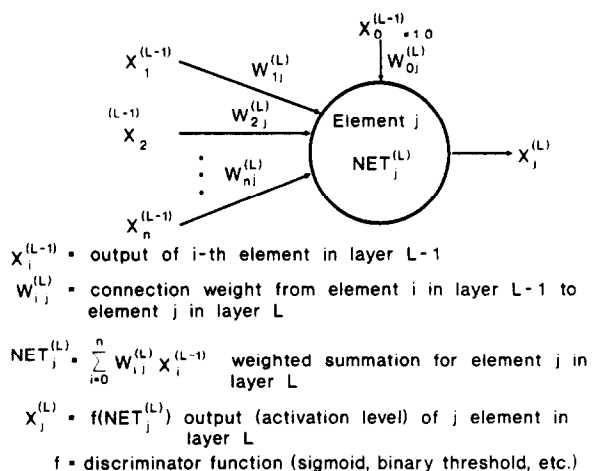 X_0^(L-1) = 1.0
X_1^(L-1) W_1j^(L) W_0j^(L)
X_2^(L-1) W_2j^(L) Element j
NET_j^(L) X_j^(L)
W_nj^(L)
X_n^(L-1)
X_i^(L-1) = output of i-th element in layer L-1
W_ij^(L) = connection weight from element i in layer L-1 to
element j in layer L
NET_j^(L) = n Σ i=0 W_ij^(L) X_i^(L-1) weighted summation for element j in
layer L
X_j^(L) = f(NET_j^(L)) output (activation level) of j element in
layer L
f = discriminator function (sigmoid, binary threshold, etc.)